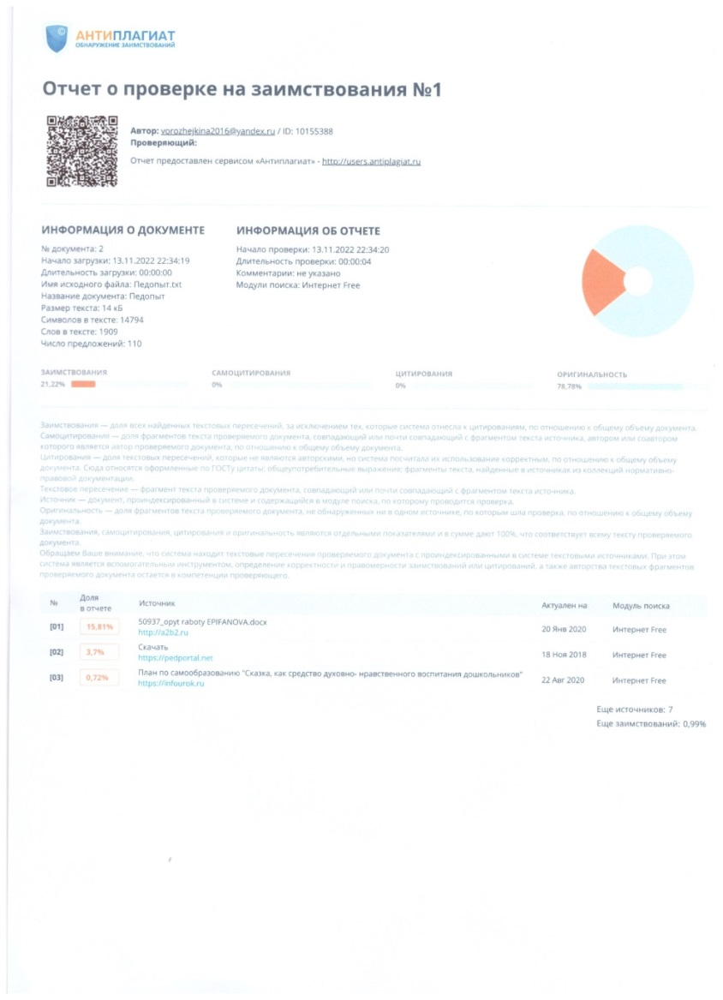 АНТИПЛАГИАТ
ОБНАРУЖЕНИЕ ЗАИМСТВОВАНИЙ
Отчет о проверке на заимствования №1
Автор: vorozhejkina2016@yandex.ru / ID: 10155388
Проверяющий:
Отчет предоставлен сервисом «Антиплагиат» - http://users.antiplagiat.ru
ИНФОРМАЦИЯ О ДОКУМЕНТЕ
№ документа: 2
Начало загрузки: 13.11.2022 22:34:19
Длительность загрузки: 00:00:00
Имя исходного файла: Педопыт.txt
Название документа: Педопыт
Размер текста: 14 кБ
Символов в тексте: 14794
Слов в тексте: 1909
Число предложений: 110
ИНФОРМАЦИЯ ОБ ОТЧЕТЕ
Начало проверки: 13.11.2022 22:34:20
Длительность проверки: 00:00:04
Комментарии: не указано
Модули поиска: Интернет Free
ЗАИМСТВОВАНИЯ САМОЦИТИРОВАНИЯ ЦИТИРОВАНИЯ ОРИГИНАЛЬНОСТЬ
21,22% 0% 0% 78,78%
Заимствования — доля всех найденных текстовых пересечений, за исключением тех, которые система отнесла к цитированиям, по отношению к общему объему документа.
Самоцитирования — доля фрагментов текста проверяемого документа, совпадающий или почти совпадающий с фрагментом текста источника, автором или соавтором
которого является автор проверяемого документа, по отношению к общему объему документа.
Цитирования — доля текстовых пересечений, которые не являются авторскими, но система посчитала их использование корректным, по отношению к общему объему
документа. Сюда относятся оформленные по ГОСТу цитаты; общеупотребительные выражения; фрагменты текста, найденные в источниках из коллекций нормативно-
правовой документации.
Текстовое пересечение — фрагмент текста проверяемого документа, совпадающий или почти совпадающий с фрагментом текста источника.
Источник — документ, проиндексированный в системе и содержащийся в модуле поиска, по которому проводится проверка.
Оригинальность — доля фрагментов текста проверяемого документа, не обнаруженных ни в одном источнике, по которым шла проверка, по отношению к общему объему
документа.
Заимствования, самоцитирования, цитирования и оригинальность являются отдельными показателями и в сумме дают 100%, что соответствует всему тексту проверяемого
документа.
Обращаем Ваше внимание, что система находит текстовые пересечения проверяемого документа с проиндексированными в системе текстовыми источниками. При этом
система является вспомогательным инструментом, определение корректности и правомерности заимствований или цитирований, а также авторства текстовых фрагментов
проверяемого документа остается в компетенции проверяющего.
№ Доля в отчете Источник Актуален на Модуль поиска
[01] 15,81% 50937_opyt raboty EPIFANOVA.docx 20 Янв 2020 Интернет Free
http://a2b2.ru
[02] 3,7% Скачать 18 Ноя 2018 Интернет Free
https://pedportal.net
[03] 0,72% План по самообразованию "Сказка, как средство духовно- нравственного воспитания дошкольников" 22 Авг 2020 Интернет Free
https://infourok.ru
Еще источников: 7
Еще заимствований: 0,99%